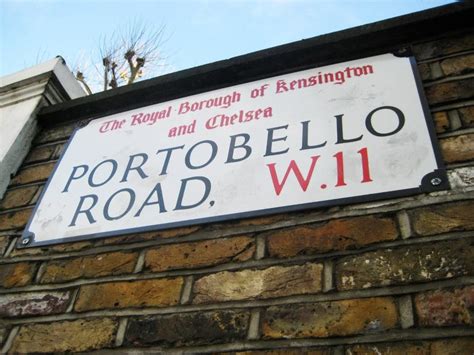 The Royal Borough of Kensington
and Chelsea
PORTOBELLO
ROAD, W.11